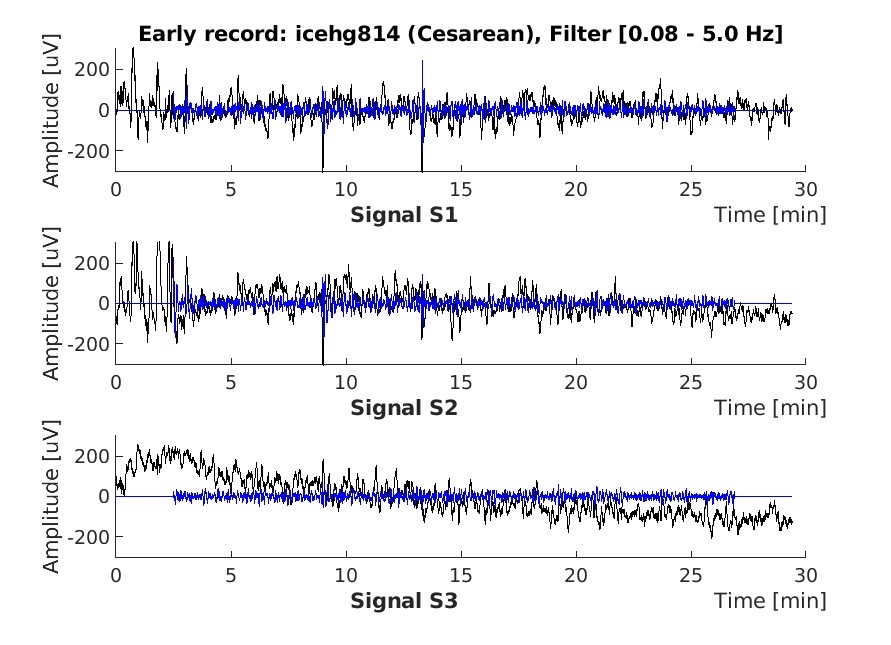 Early record: icehg814 (Cesarean), Filter [0.08 - 5.0 Hz]
Amplitude [uV]
200
0
-200
0 5 10 15 20 25 30
Signal S1
Time [min]
Amplitude [uV]
200
0
-200
0 5 10 15 20 25 30
Signal S2
Time [min]
Amplitude [uV]
200
0
-200
0 5 10 15 20 25 30
Signal S3
Time [min]